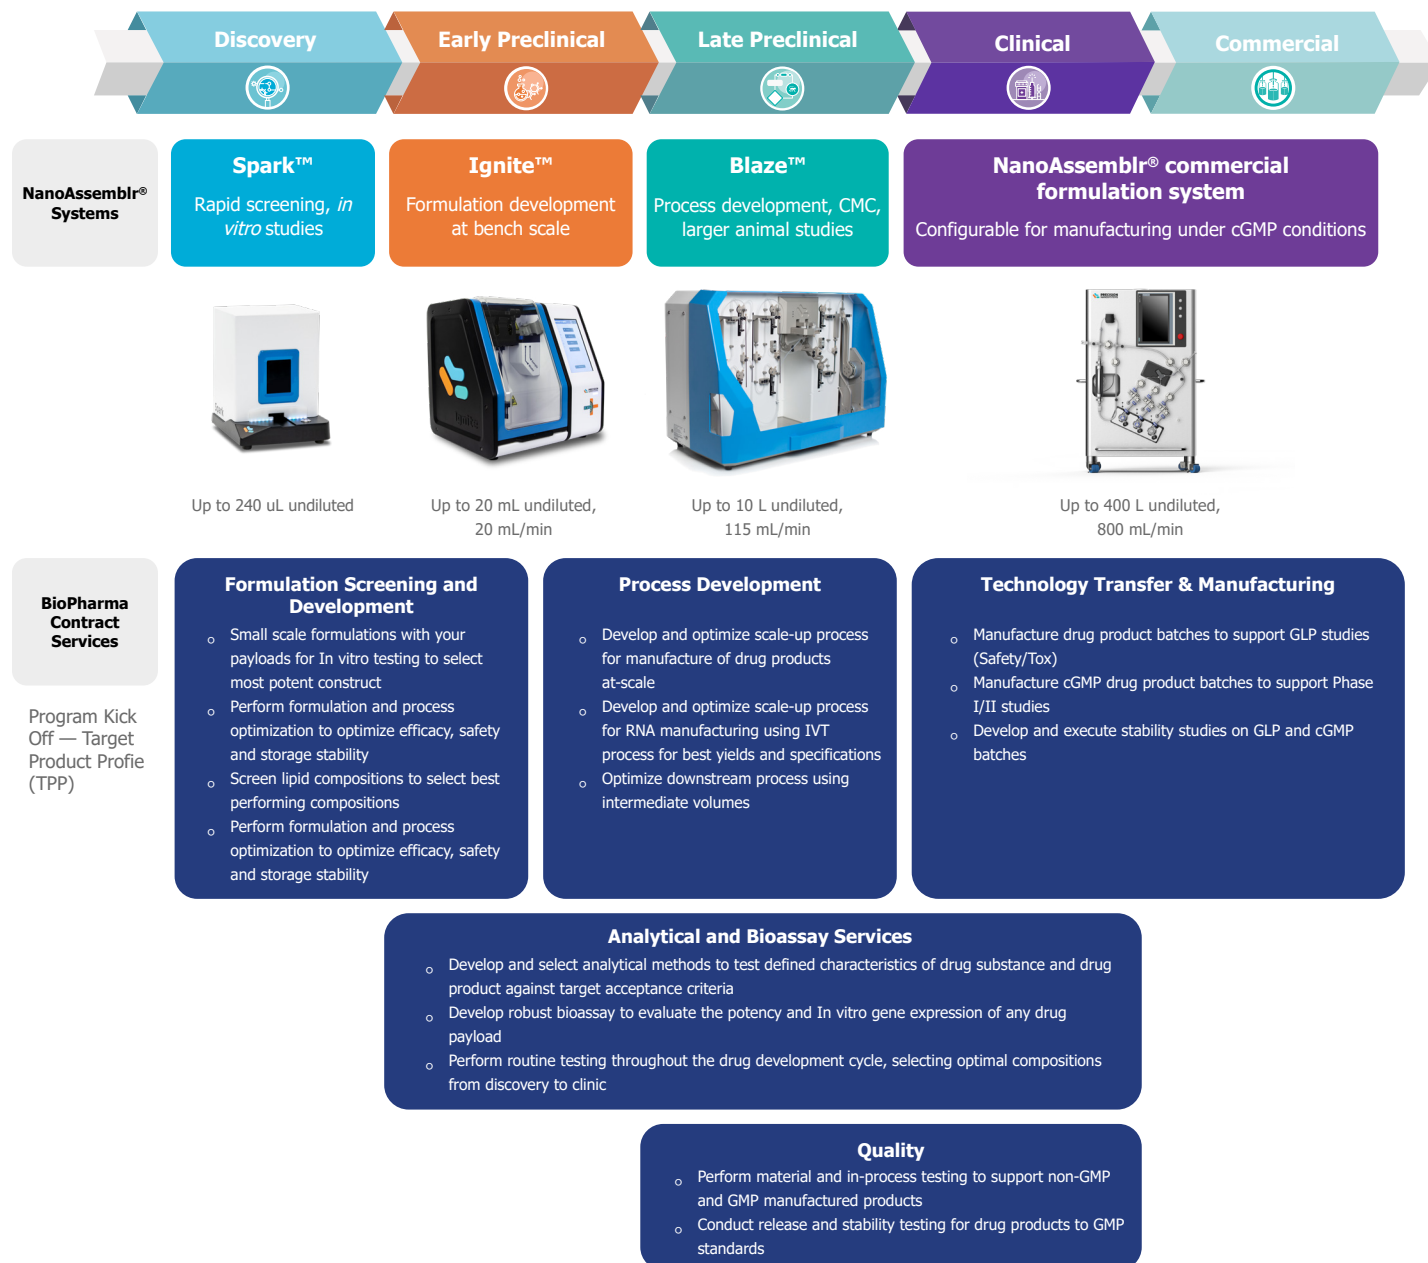 Discovery
Early Preclinical
Late Preclinical
Clinical
Commercial
NanoAssemblr®
Systems
Spark™
Rapid screening, in
vitro studies
Ignite™
Formulation development
at bench scale
Blaze™
Process development, CMC,
larger animal studies
NanoAssemblr® commercial
formulation system
Configurable for manufacturing under cGMP conditions
Spark
Ignite
Up to 240 uL undiluted
Up to 20 mL undiluted,
20 mL/min
Up to 10 L undiluted,
115 mL/min
Up to 400 L undiluted,
800 mL/min
BioPharma
Contract
Services
Program Kick
Off — Target
Product Profie
(TPP)
Formulation Screening and
Development
Small scale formulations with your
payloads for In vitro testing to select
most potent construct
Perform formulation and process
optimization to optimize efficacy, safety
and storage stability
Screen lipid compositions to select best
performing compositions
Perform formulation and process
optimization to optimize efficacy, safety
and storage stability
Process Development
Develop and optimize scale-up process
for manufacture of drug products
at-scale
Develop and optimize scale-up process
for RNA manufacturing using IVT
process for best yields and specifications
Optimize downstream process using
intermediate volumes
Technology Transfer & Manufacturing
Manufacture drug product batches to support GLP studies
(Safety/Tox)
Manufacture cGMP drug product batches to support Phase
I/II studies
Develop and execute stability studies on GLP and cGMP
batches
Analytical and Bioassay Services
Develop and select analytical methods to test defined characteristics of drug substance and drug
product against target acceptance criteria
Develop robust bioassay to evaluate the potency and In vitro gene expression of any drug
payload
Perform routine testing throughout the drug development cycle, selecting optimal compositions
from discovery to clinic
Quality
Perform material and in-process testing to support non-GMP
and GMP manufactured products
Conduct release and stability testing for drug products to GMP
standards